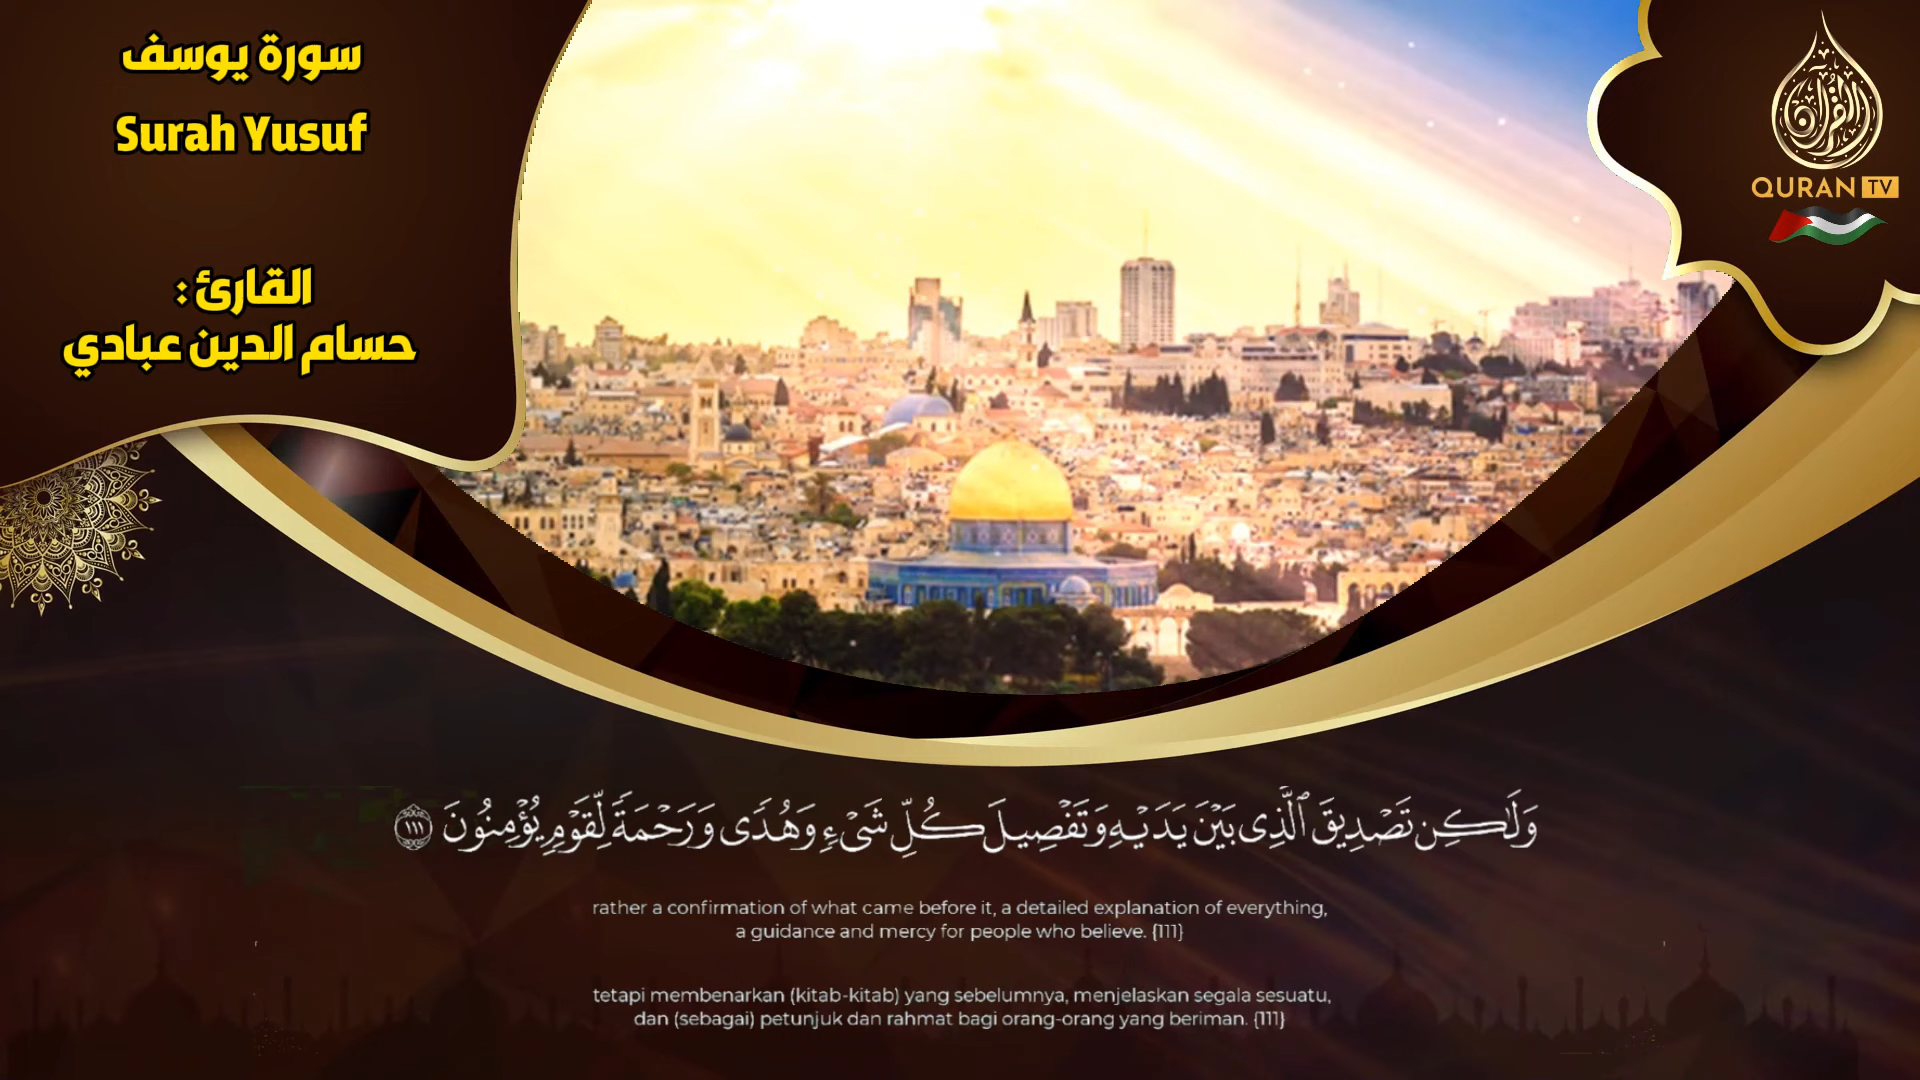 سورة يوسف
Surah Yusuf
القارئ :
حسام الدين عبادي
القرآن
QURAN TV
وَلَٰكِن تَصْدِيقَ ٱلَّذِى بَيْنَ يَدَيْهِ وَتَفْصِيلَ كُلِّ شَىْءٍ وَهُدًى وَرَحْمَةً لِّقَوْمٍ يُؤْمِنُونَ ١١١
rather a confirmation of what came before it, a detailed explanation of everything,
a guidance and mercy for people who believe. {111}
tetapi membenarkan (kitab-kitab) yang sebelumnya, menjelaskan segala sesuatu,
dan (sebagai) petunjuk dan rahmat bagi orang-orang yang beriman. {111}